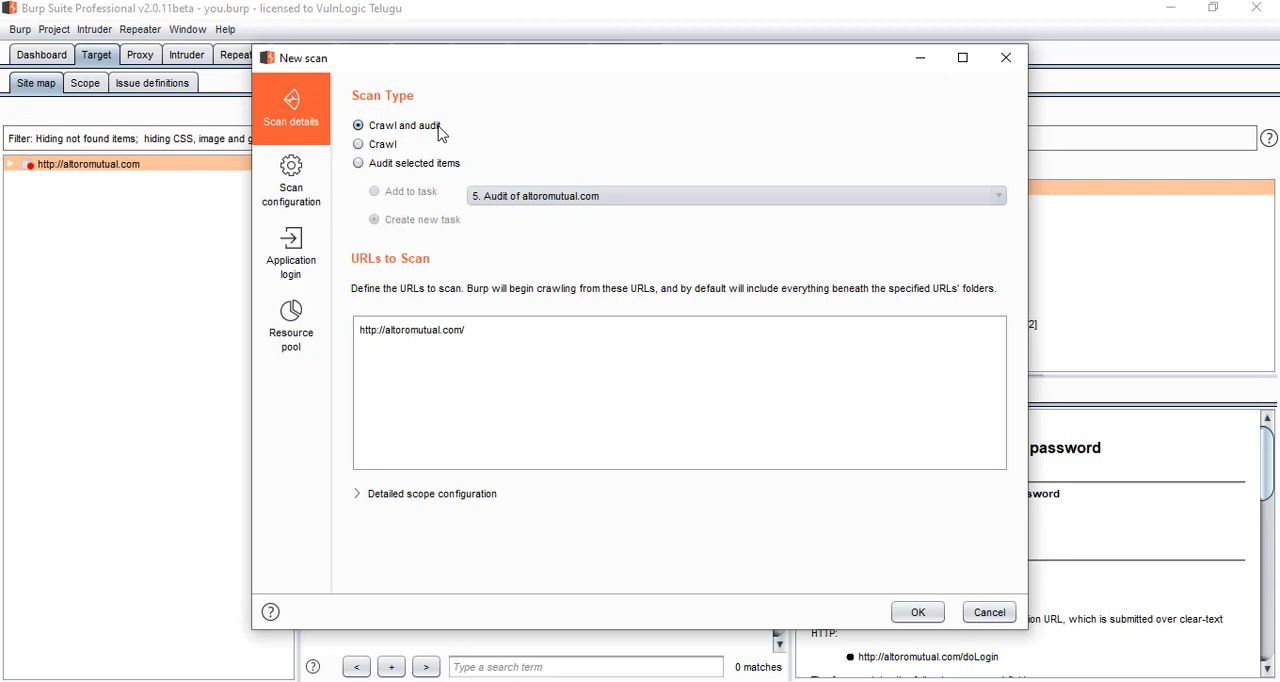 Burp Suite Professional v2.0.11beta - you.burp - licensed to VulnLogic Telugu
Burp Project Intruder Repeater Window Help
Dashboard Target Proxy Intruder
Site map Scope Issue definitions
Filter: Hiding not found items; hiding CSS, image and
http://altoromutual.com
New scan
Scan details
Scan
configuration
Application
login
Resource
pool
Scan Type
Crawl and audit
Crawl
Audit selected items
Add to task
5. Audit of altoromutual.com
Create new task
URLs to Scan
Define the URLs to scan. Burp will begin crawling from these URLs, and by default will include everything beneath the specified URLs' folders.
http://altoromutual.com/
Detailed scope configuration
? OK Cancel
?
2]
password
on URL, which is submitted over clear-text
HTTP:
http://altoromutual.com/doLogin
? < + > Type a search term 0 matches